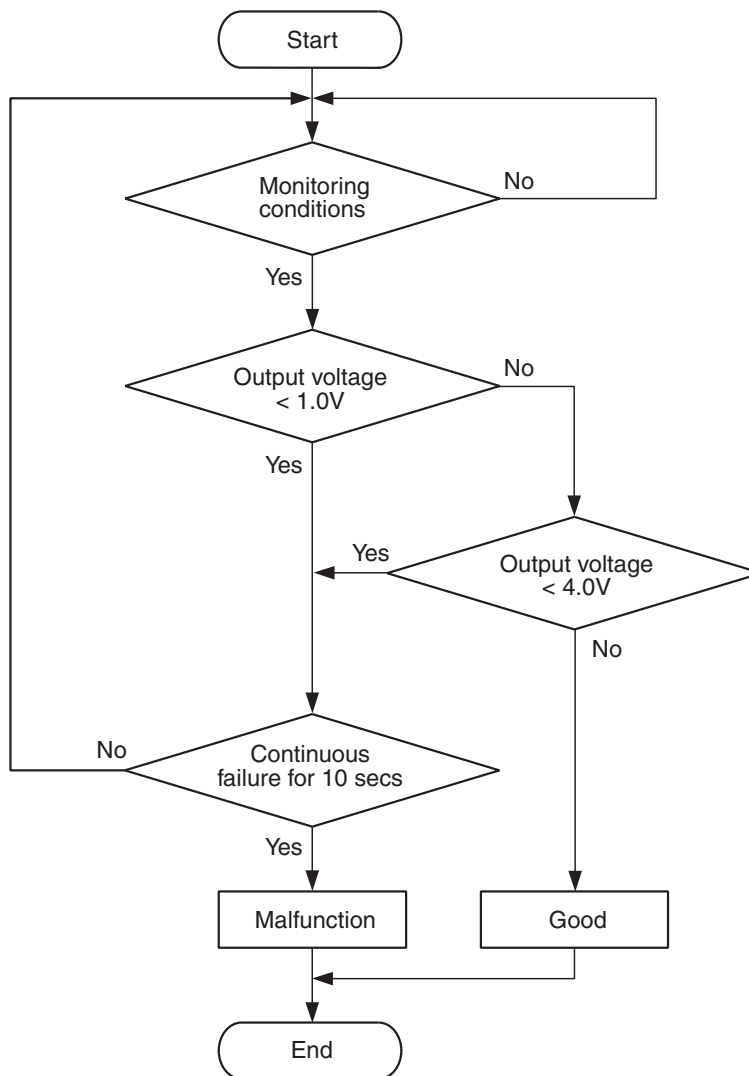 Start
Monitoring
conditions
No
Yes
Output voltage
< 1.0V
No
Yes
Output voltage
< 4.0V
Yes
No
Continuous
failure for 10 secs
No
Yes
Malfunction
Good
End